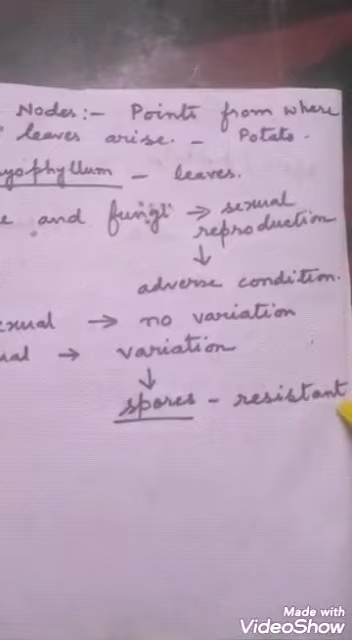 Nodes:- Points from where
leaves arise. - Potato.
yophyllum - leaves.
e and fungi → sexual
reproduction
↓
adverse condition.
exual → no variation
ual → variation
↓
spores - resistant
Made with
VideoShow